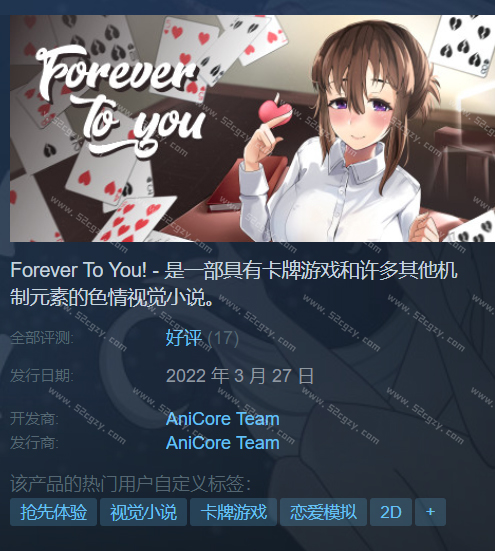 Forever
To you
Forever To You! - 是一部具有卡牌游戏和许多其他机
制元素的色情视觉小说。
全部评测: 好评 (17)
发行日期: 2022 年 3 月 27 日
开发商: AniCore Team
发行商: AniCore Team
该产品的热门用户自定义标签：
抢先体验 视觉小说 卡牌游戏 恋爱模拟 2D +
www.52cgzy.com